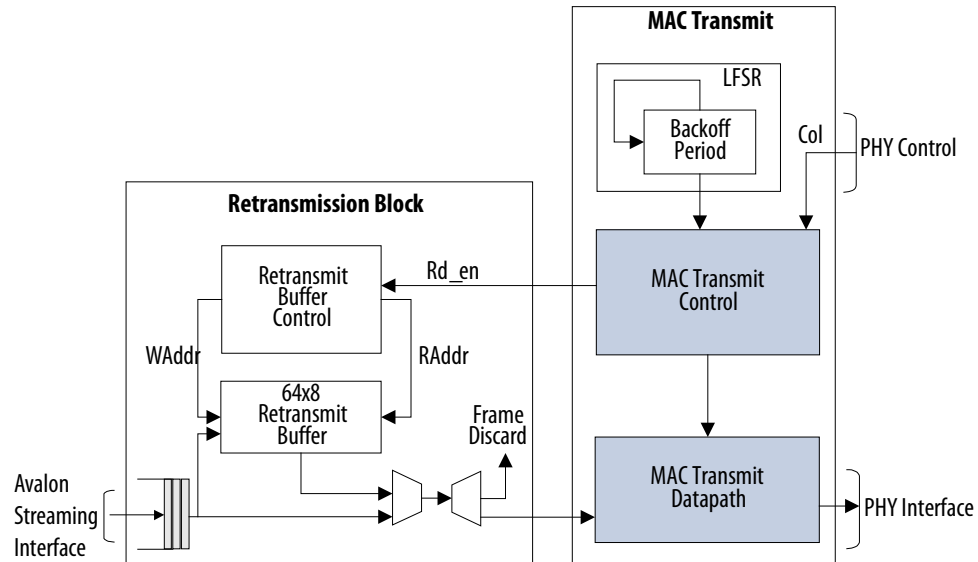 MAC Transmit
LFSR
Backoff
Period
Col
PHY Control
Retransmission Block
Retransmit
Buffer
Control
Rd_en
MAC Transmit
Control
WAddr
RAddr
64x8
Retransmit
Buffer
Frame
Discard
Avalon
Streaming
Interface
MAC Transmit
Datapath
PHY Interface